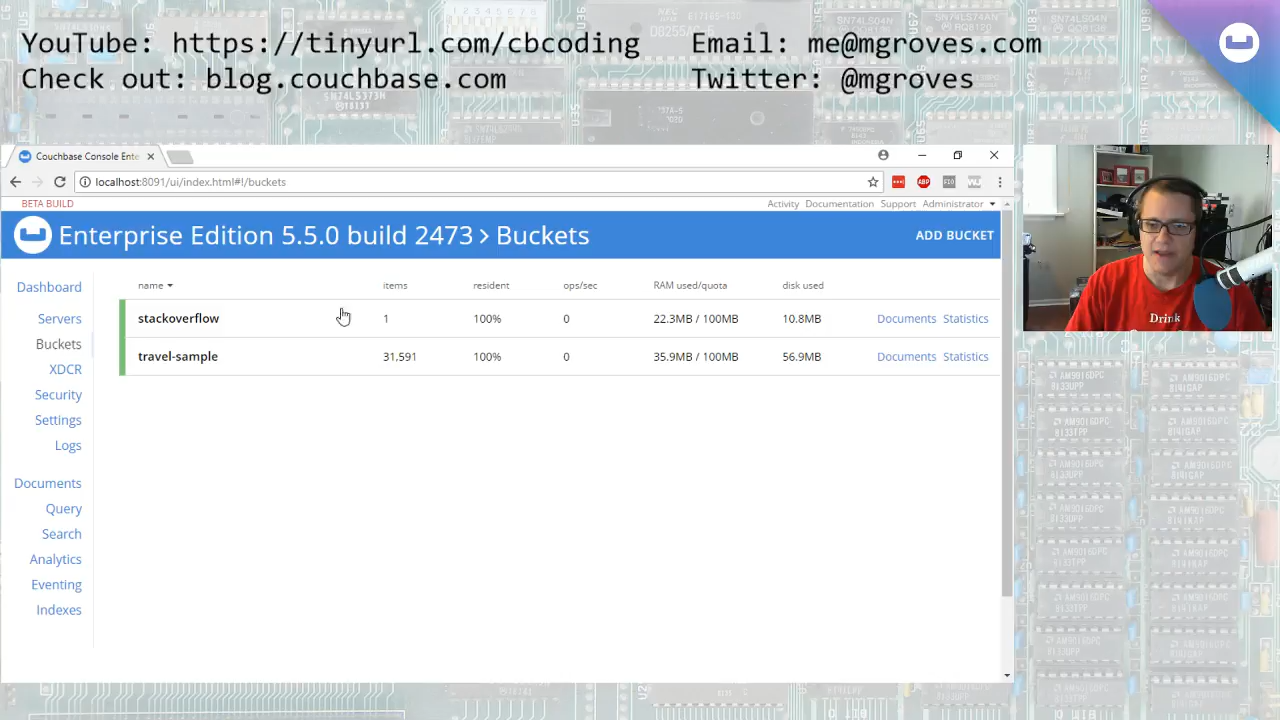 YouTube: https://tinyurl.com/cbcoding
Email: me@mgroves.com
Check out: blog.couchbase.com
Twitter: @mgroves
Couchbase Console Ente
localhost:8091/ui/index.html#!/buckets
BETA BUILD
Activity Documentation Support Administrator
Enterprise Edition 5.5.0 build 2473 > Buckets
ADD BUCKET
Dashboard
Servers
Buckets
XDCR
Security
Settings
Logs
Documents
Query
Search
Analytics
Eventing
Indexes
name items resident ops/sec RAM used/quota disk used
stackoverflow 1 100% 0 22.3MB / 100MB 10.8MB Documents Statistics
travel-sample 31,591 100% 0 35.9MB / 100MB 56.9MB Documents Statistics
Drink